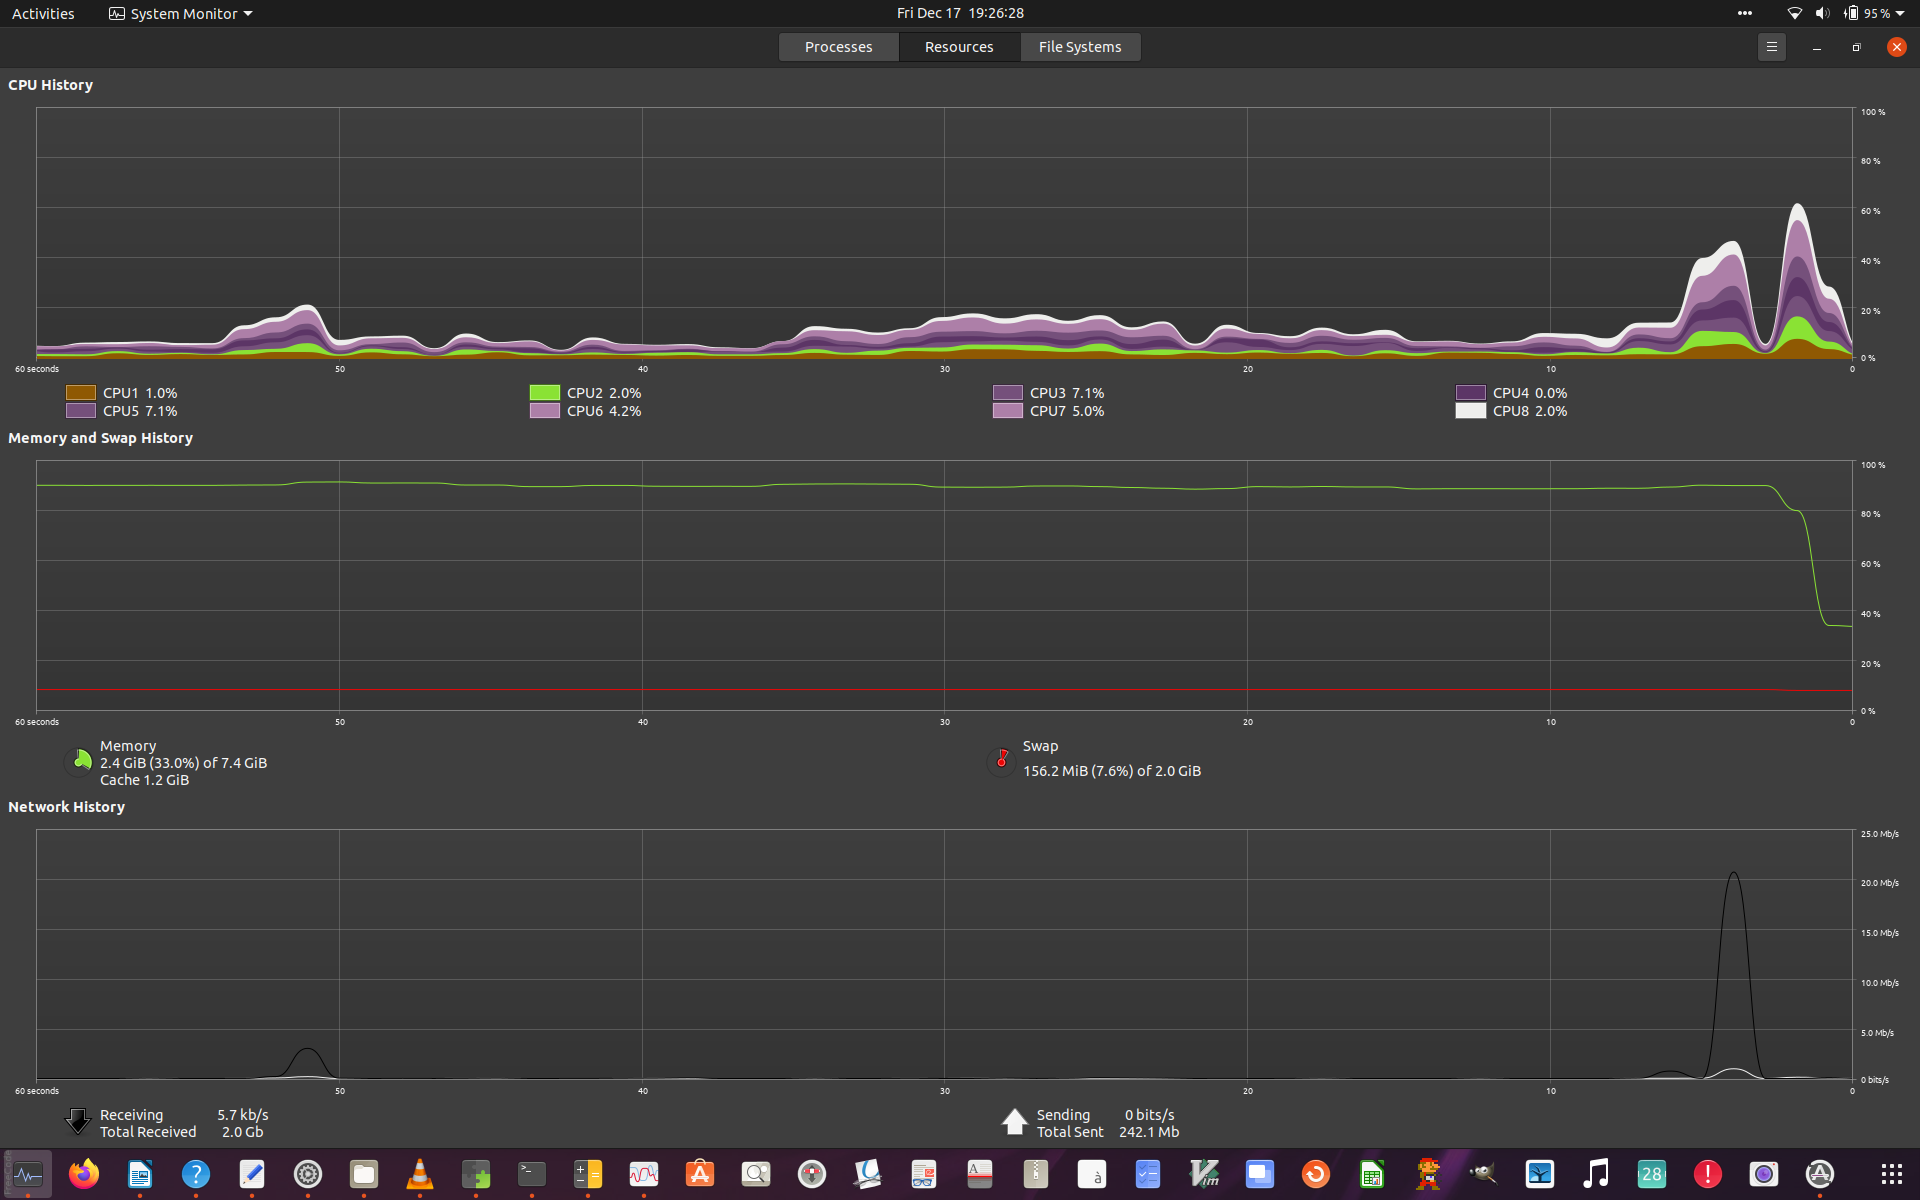 Activities
System Monitor
Fri Dec 17 19:26:28
95 %
Processes
Resources
File Systems
CPU History
100 %
80 %
60 %
40 %
20 %
0 %
60 seconds
50
40
30
20
10
0
CPU1 1.0%
CPU2 2.0%
CPU3 7.1%
CPU4 0.0%
CPU5 7.1%
CPU6 4.2%
CPU7 5.0%
CPU8 2.0%
Memory and Swap History
100 %
80 %
60 %
40 %
20 %
0 %
60 seconds
50
40
30
20
10
0
Memory
2.4 GiB (33.0%) of 7.4 GiB
Cache 1.2 GiB
Swap
156.2 MiB (7.6%) of 2.0 GiB
Network History
25.0 Mb/s
20.0 Mb/s
15.0 Mb/s
10.0 Mb/s
5.0 Mb/s
0 bits/s
60 seconds
50
40
30
20
10
0
Receiving 5.7 kb/s
Total Received 2.0 Gb
Sending 0 bits/s
Total Sent 242.1 Mb
?
>_
A
à
Vim
28
!